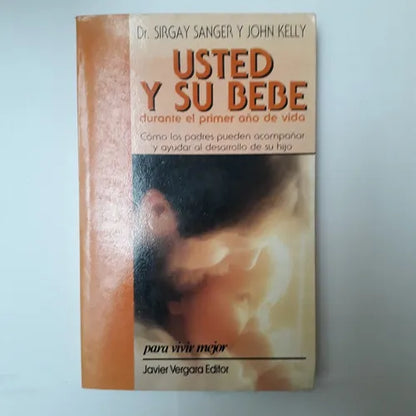 Dr. SIRGAY SANGER Y JOHN KELLY
USTED
Y SU BEBE
durante el primer año de vida
Cómo los padres pueden acompañar
y ayudar al desarrollo de su hijo
para vivir mejor
Javier Vergara Editor